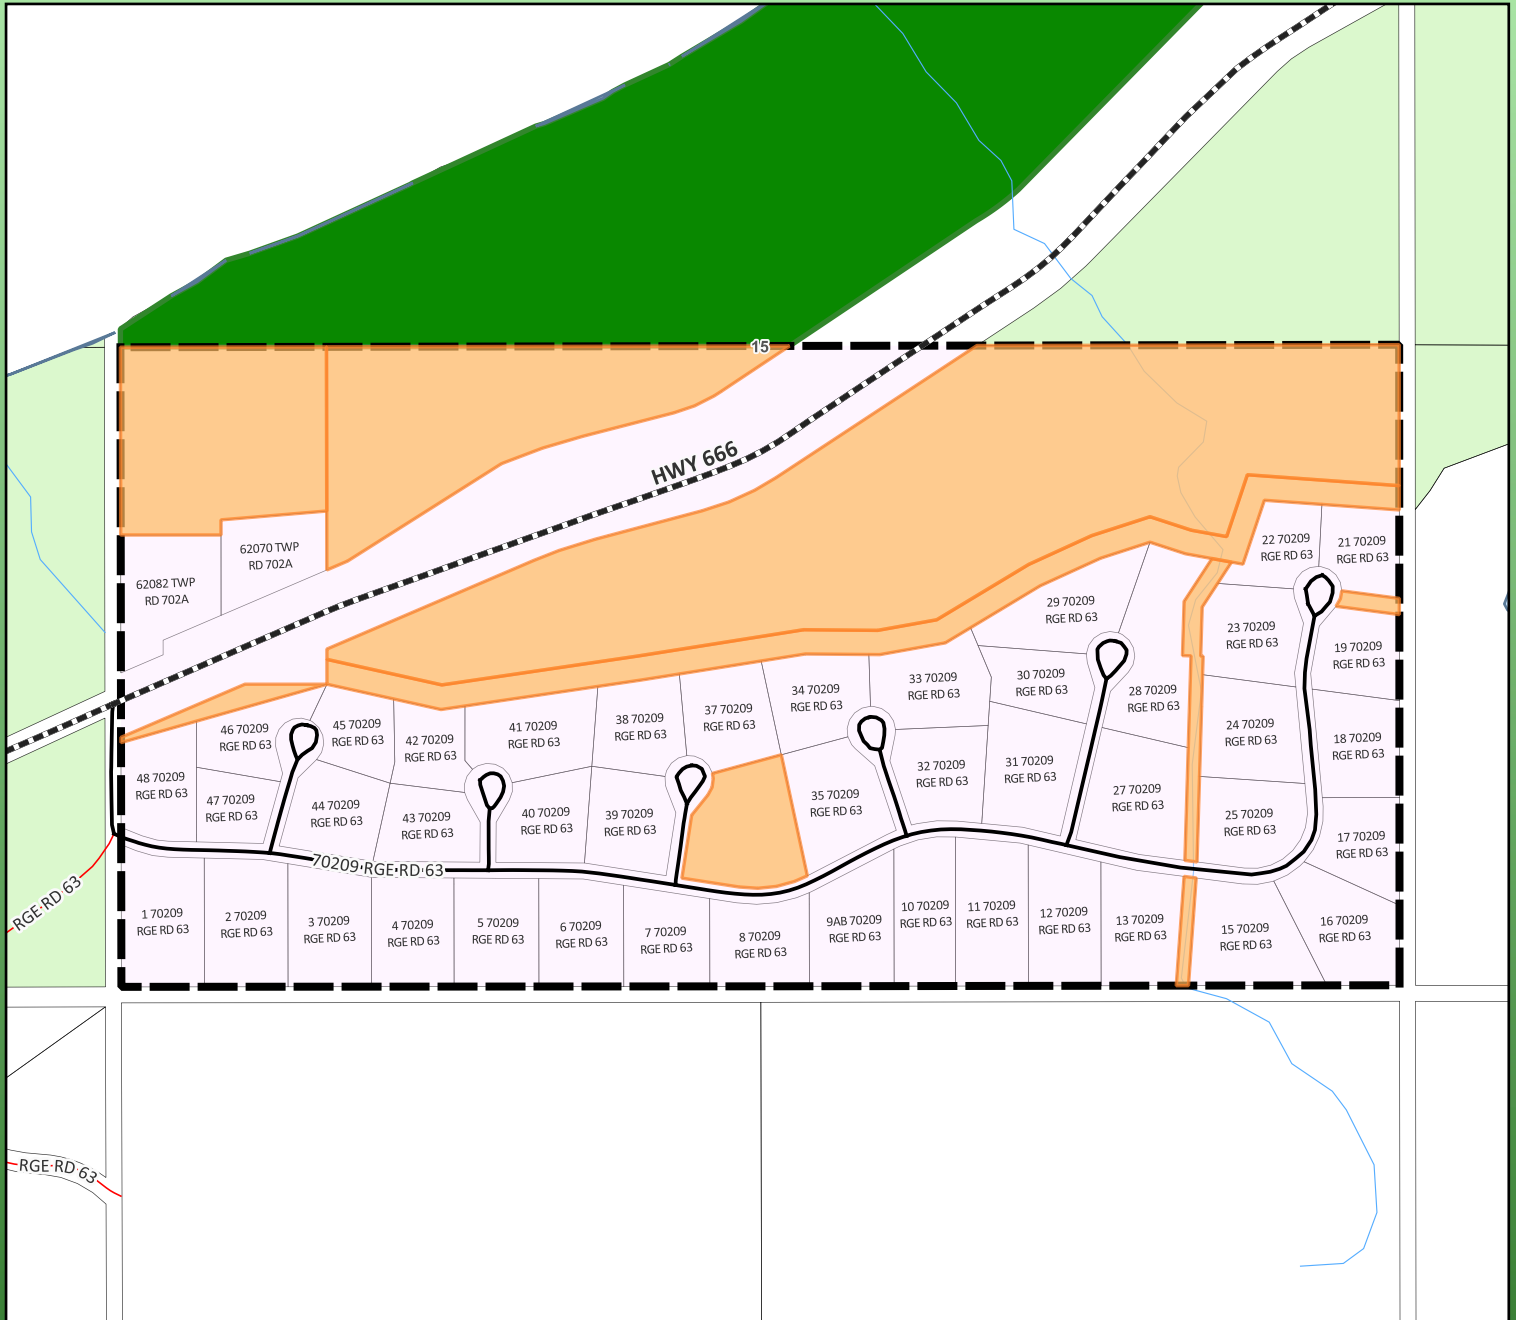 15
HWY 666
62070 TWP
RD 702A
62082 TWP
RD 702A
22 70209
RGE RD 63
21 70209
RGE RD 63
29 70209
RGE RD 63
23 70209
RGE RD 63
19 70209
RGE RD 63
33 70209
RGE RD 63
30 70209
RGE RD 63
34 70209
RGE RD 63
28 70209
RGE RD 63
37 70209
RGE RD 63
38 70209
RGE RD 63
41 70209
RGE RD 63
46 70209
RGE RD 63
45 70209
RGE RD 63
42 70209
RGE RD 63
24 70209
RGE RD 63
18 70209
RGE RD 63
48 70209
RGE RD 63
47 70209
RGE RD 63
44 70209
RGE RD 63
43 70209
RGE RD 63
40 70209
RGE RD 63
39 70209
RGE RD 63
35 70209
RGE RD 63
32 70209
RGE RD 63
31 70209
RGE RD 63
27 70209
RGE RD 63
25 70209
RGE RD 63
17 70209
RGE RD 63
70209 RGE RD 63
RGE RD 63
1 70209
RGE RD 63
2 70209
RGE RD 63
3 70209
RGE RD 63
4 70209
RGE RD 63
5 70209
RGE RD 63
6 70209
RGE RD 63
7 70209
RGE RD 63
8 70209
RGE RD 63
9AB 70209
RGE RD 63
10 70209
RGE RD 63
11 70209
RGE RD 63
12 70209
RGE RD 63
13 70209
RGE RD 63
15 70209
RGE RD 63
16 70209
RGE RD 63
RGE RD 63